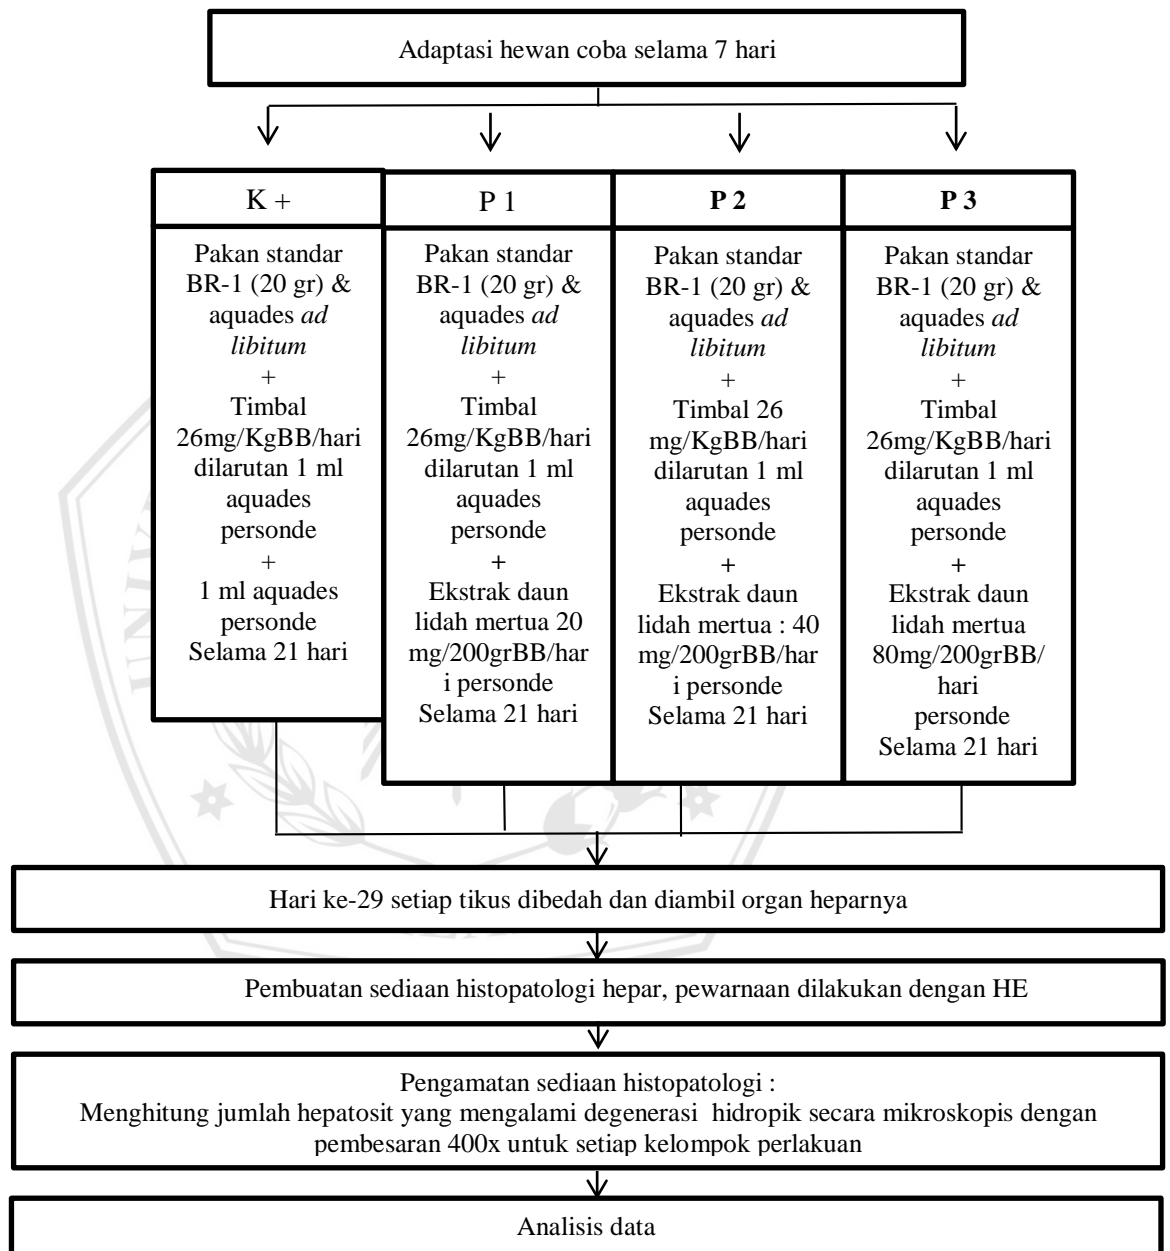 Adaptasi hewan coba selama 7 hari
K +
Pakan standar
BR-1 (20 gr) &
aquades ad
libitum
+
Timbal
26mg/KgBB/hari
dilarutan 1 ml
aquades
personde
+
1 ml aquades
personde
Selama 21 hari
P 1
Pakan standar
BR-1 (20 gr) &
aquades ad
libitum
+
Timbal
26mg/KgBB/hari
dilarutan 1 ml
aquades
personde
+
Ekstrak daun
lidah mertua 20
mg/200grBB/har
i personde
Selama 21 hari
P 2
Pakan standar
BR-1 (20 gr) &
aquades ad
libitum
+
Timbal 26
mg/KgBB/hari
dilarutan 1 ml
aquades
personde
+
Ekstrak daun
lidah mertua : 40
mg/200grBB/har
i personde
Selama 21 hari
P 3
Pakan standar
BR-1 (20 gr) &
aquades ad
libitum
+
Timbal
26mg/KgBB/hari
dilarutan 1 ml
aquades
personde
+
Ekstrak daun
lidah mertua
80mg/200grBB/
hari
personde
Selama 21 hari
Hari ke-29 setiap tikus dibedah dan diambil organ heparnya
Pembuatan sediaan histopatologi hepar, pewarnaan dilakukan dengan HE
Pengamatan sediaan histopatologi :
Menghitung jumlah hepatosit yang mengalami degenerasi hidropik secara mikroskopis dengan
pembesaran 400x untuk setiap kelompok perlakuan
Analisis data